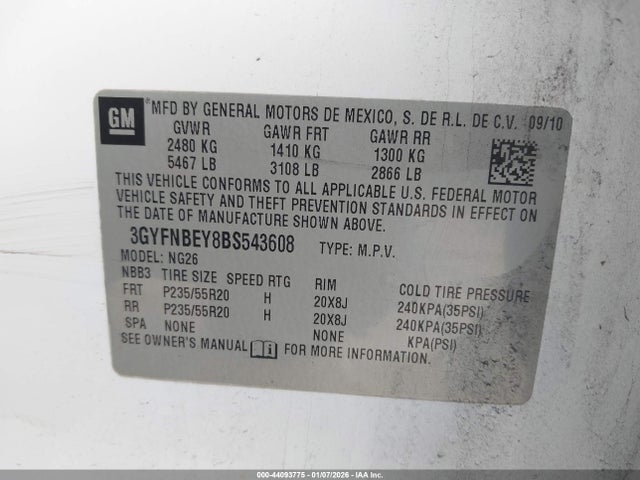 GM *MFD BY GENERAL MOTORS DE MEXICO, S. DE R.L. DE C.V. 09/10
GVWR GAWR FRT GAWR RR
2480 KG 1410 KG 1300 KG
5467 LB 3108 LB 2866 LB
THIS VEHICLE CONFORMS TO ALL APPLICABLE U.S. FEDERAL MOTOR
VEHICLE SAFETY AND THEFT PREVENTION STANDARDS IN EFFECT ON
THE DATE OF MANUFACTURE SHOWN ABOVE.
3GYFNBEY8BS543608 TYPE: M.P.V.
MODEL: NG26
NBB3 TIRE SIZE SPEED RTG RIM COLD TIRE PRESSURE
FRT P235/55R20 H 20X8J 240KPA(35PSI)
RR P235/55R20 H 20X8J 240KPA(35PSI)
SPA NONE NONE KPA(PSI)
SEE OWNER'S MANUAL FOR MORE INFORMATION.
000-44093775 - 01/07/2026 - IAA, Inc.